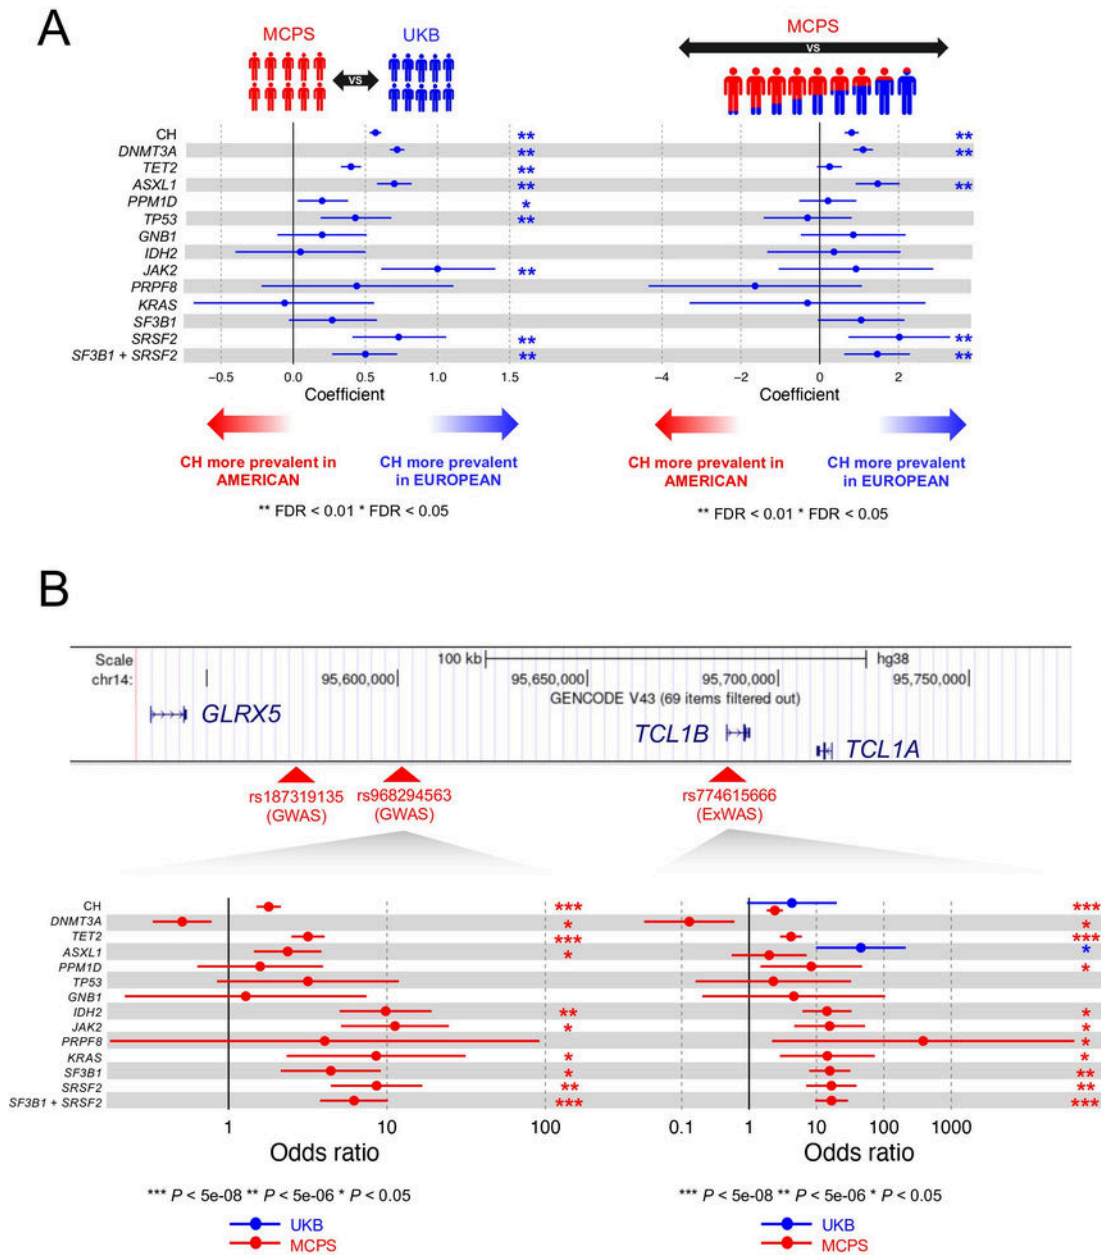 A
MCPS
UKB
VS
MCPS
VS
CH
**
**
DNMT3A
**
**
TET2
**
ASXL1
**
**
PPM1D
*
TP53
**
GNB1
IDH2
JAK2
**
PRPF8
KRAS
SF3B1
SRSF2
**
**
SF3B1 + SRSF2
**
**
−0.5 0.0 0.5 1.0 1.5
−4 −2 0 2
Coefficient
Coefficient
CH more prevalent in
AMERICAN
CH more prevalent
in EUROPEAN
CH more prevalent in
AMERICAN
CH more prevalent
in EUROPEAN
** FDR < 0.01 * FDR < 0.05
** FDR < 0.01 * FDR < 0.05
B
Scale
100 kb
hg38
chr14:
95,600,000
95,650,000
95,700,000
95,750,000
GENCODE V43 (69 items filtered out)
GLRX5
TCL1B
TCL1A
rs187319135
(GWAS)
rs968294563
(GWAS)
rs774615666
(ExWAS)
CH
***
***
DNMT3A
*
*
TET2
***
***
ASXL1
*
*
PPM1D
*
TP53
GNB1
IDH2
**
*
JAK2
*
*
PRPF8
*
KRAS
*
*
SF3B1
*
**
SRSF2
**
**
SF3B1 + SRSF2
***
***
1 10 100
0.1 1 10 100 1000
Odds ratio
Odds ratio
*** P < 5e-08 ** P < 5e-06 * P < 0.05
*** P < 5e-08 ** P < 5e-06 * P < 0.05
UKB
MCPS
UKB
MCPS